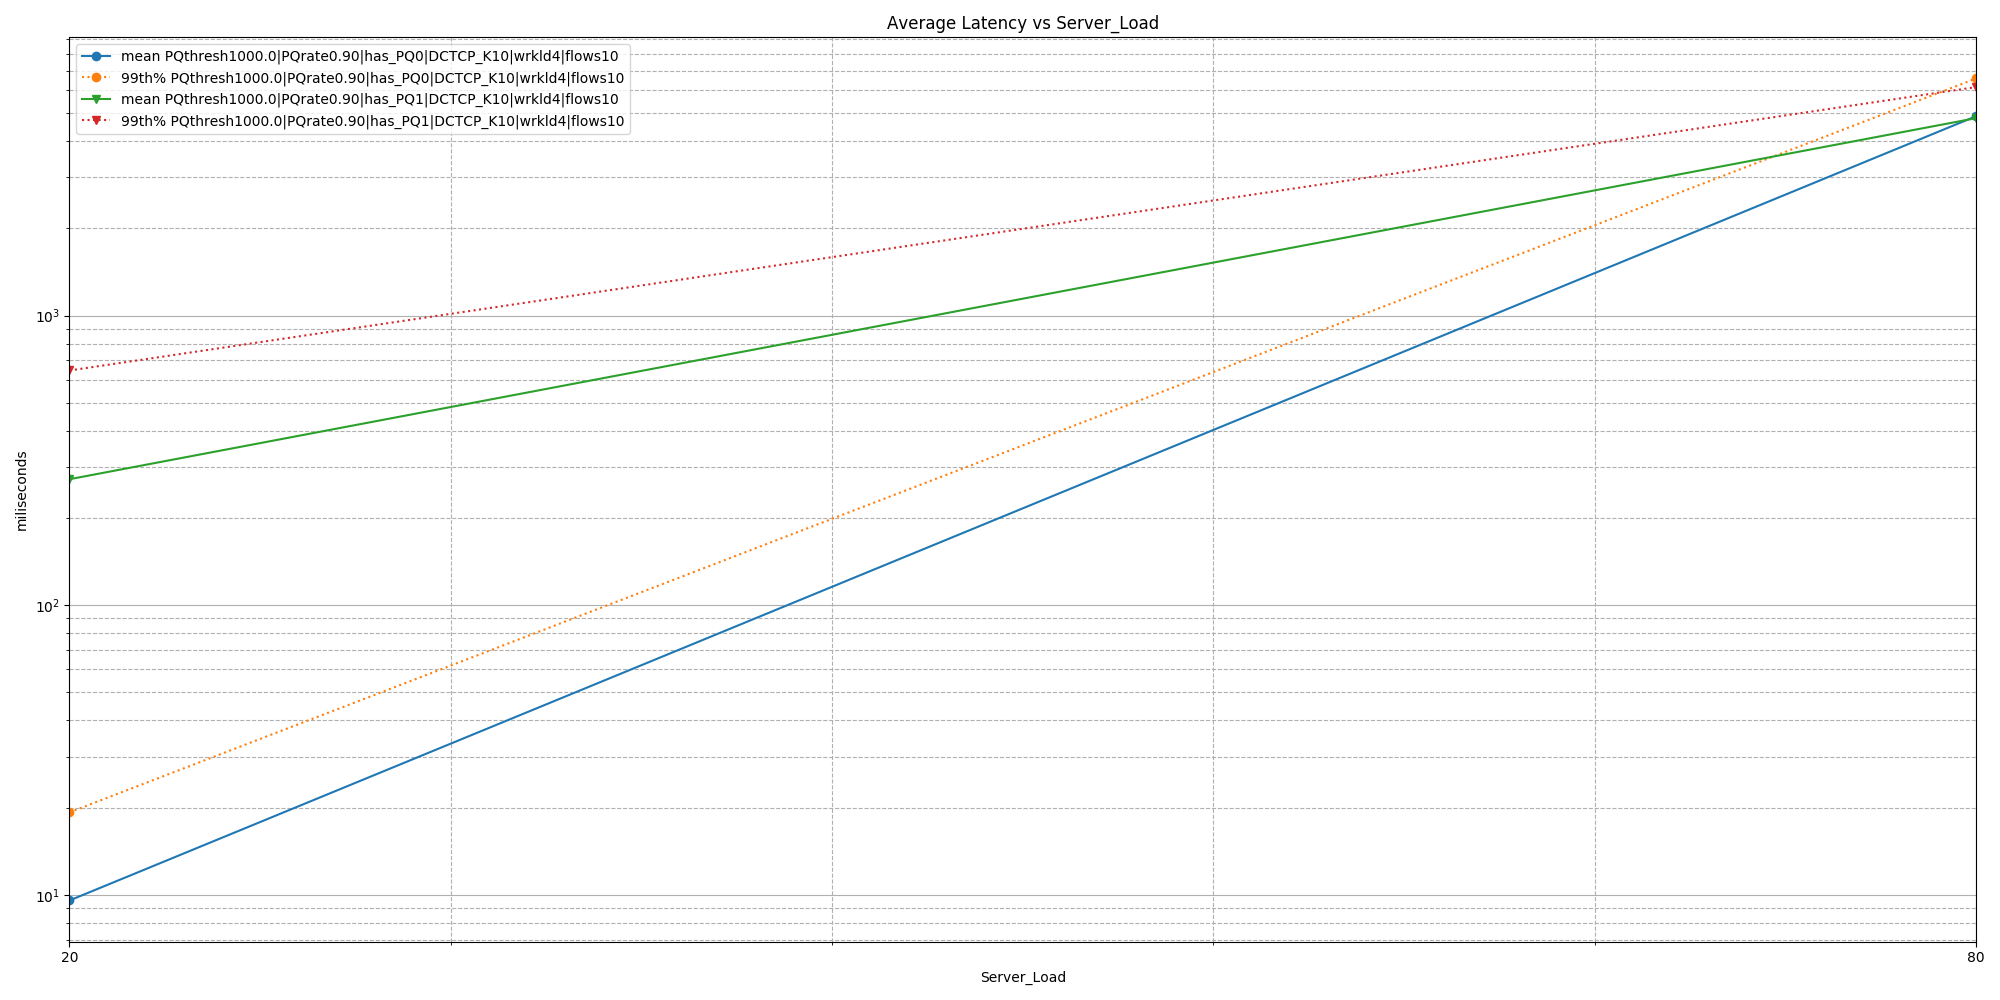 Average Latency vs Server_Load
mean PQthresh1000.0|PQrate0.90|has_PQ0|DCTCP_K10|wrkld4|flows10
99th% PQthresh1000.0|PQrate0.90|has_PQ0|DCTCP_K10|wrkld4|flows10
mean PQthresh1000.0|PQrate0.90|has_PQ1|DCTCP_K10|wrkld4|flows10
99th% PQthresh1000.0|PQrate0.90|has_PQ1|DCTCP_K10|wrkld4|flows10
miliseconds
10³
10²
10¹
20
80
Server_Load